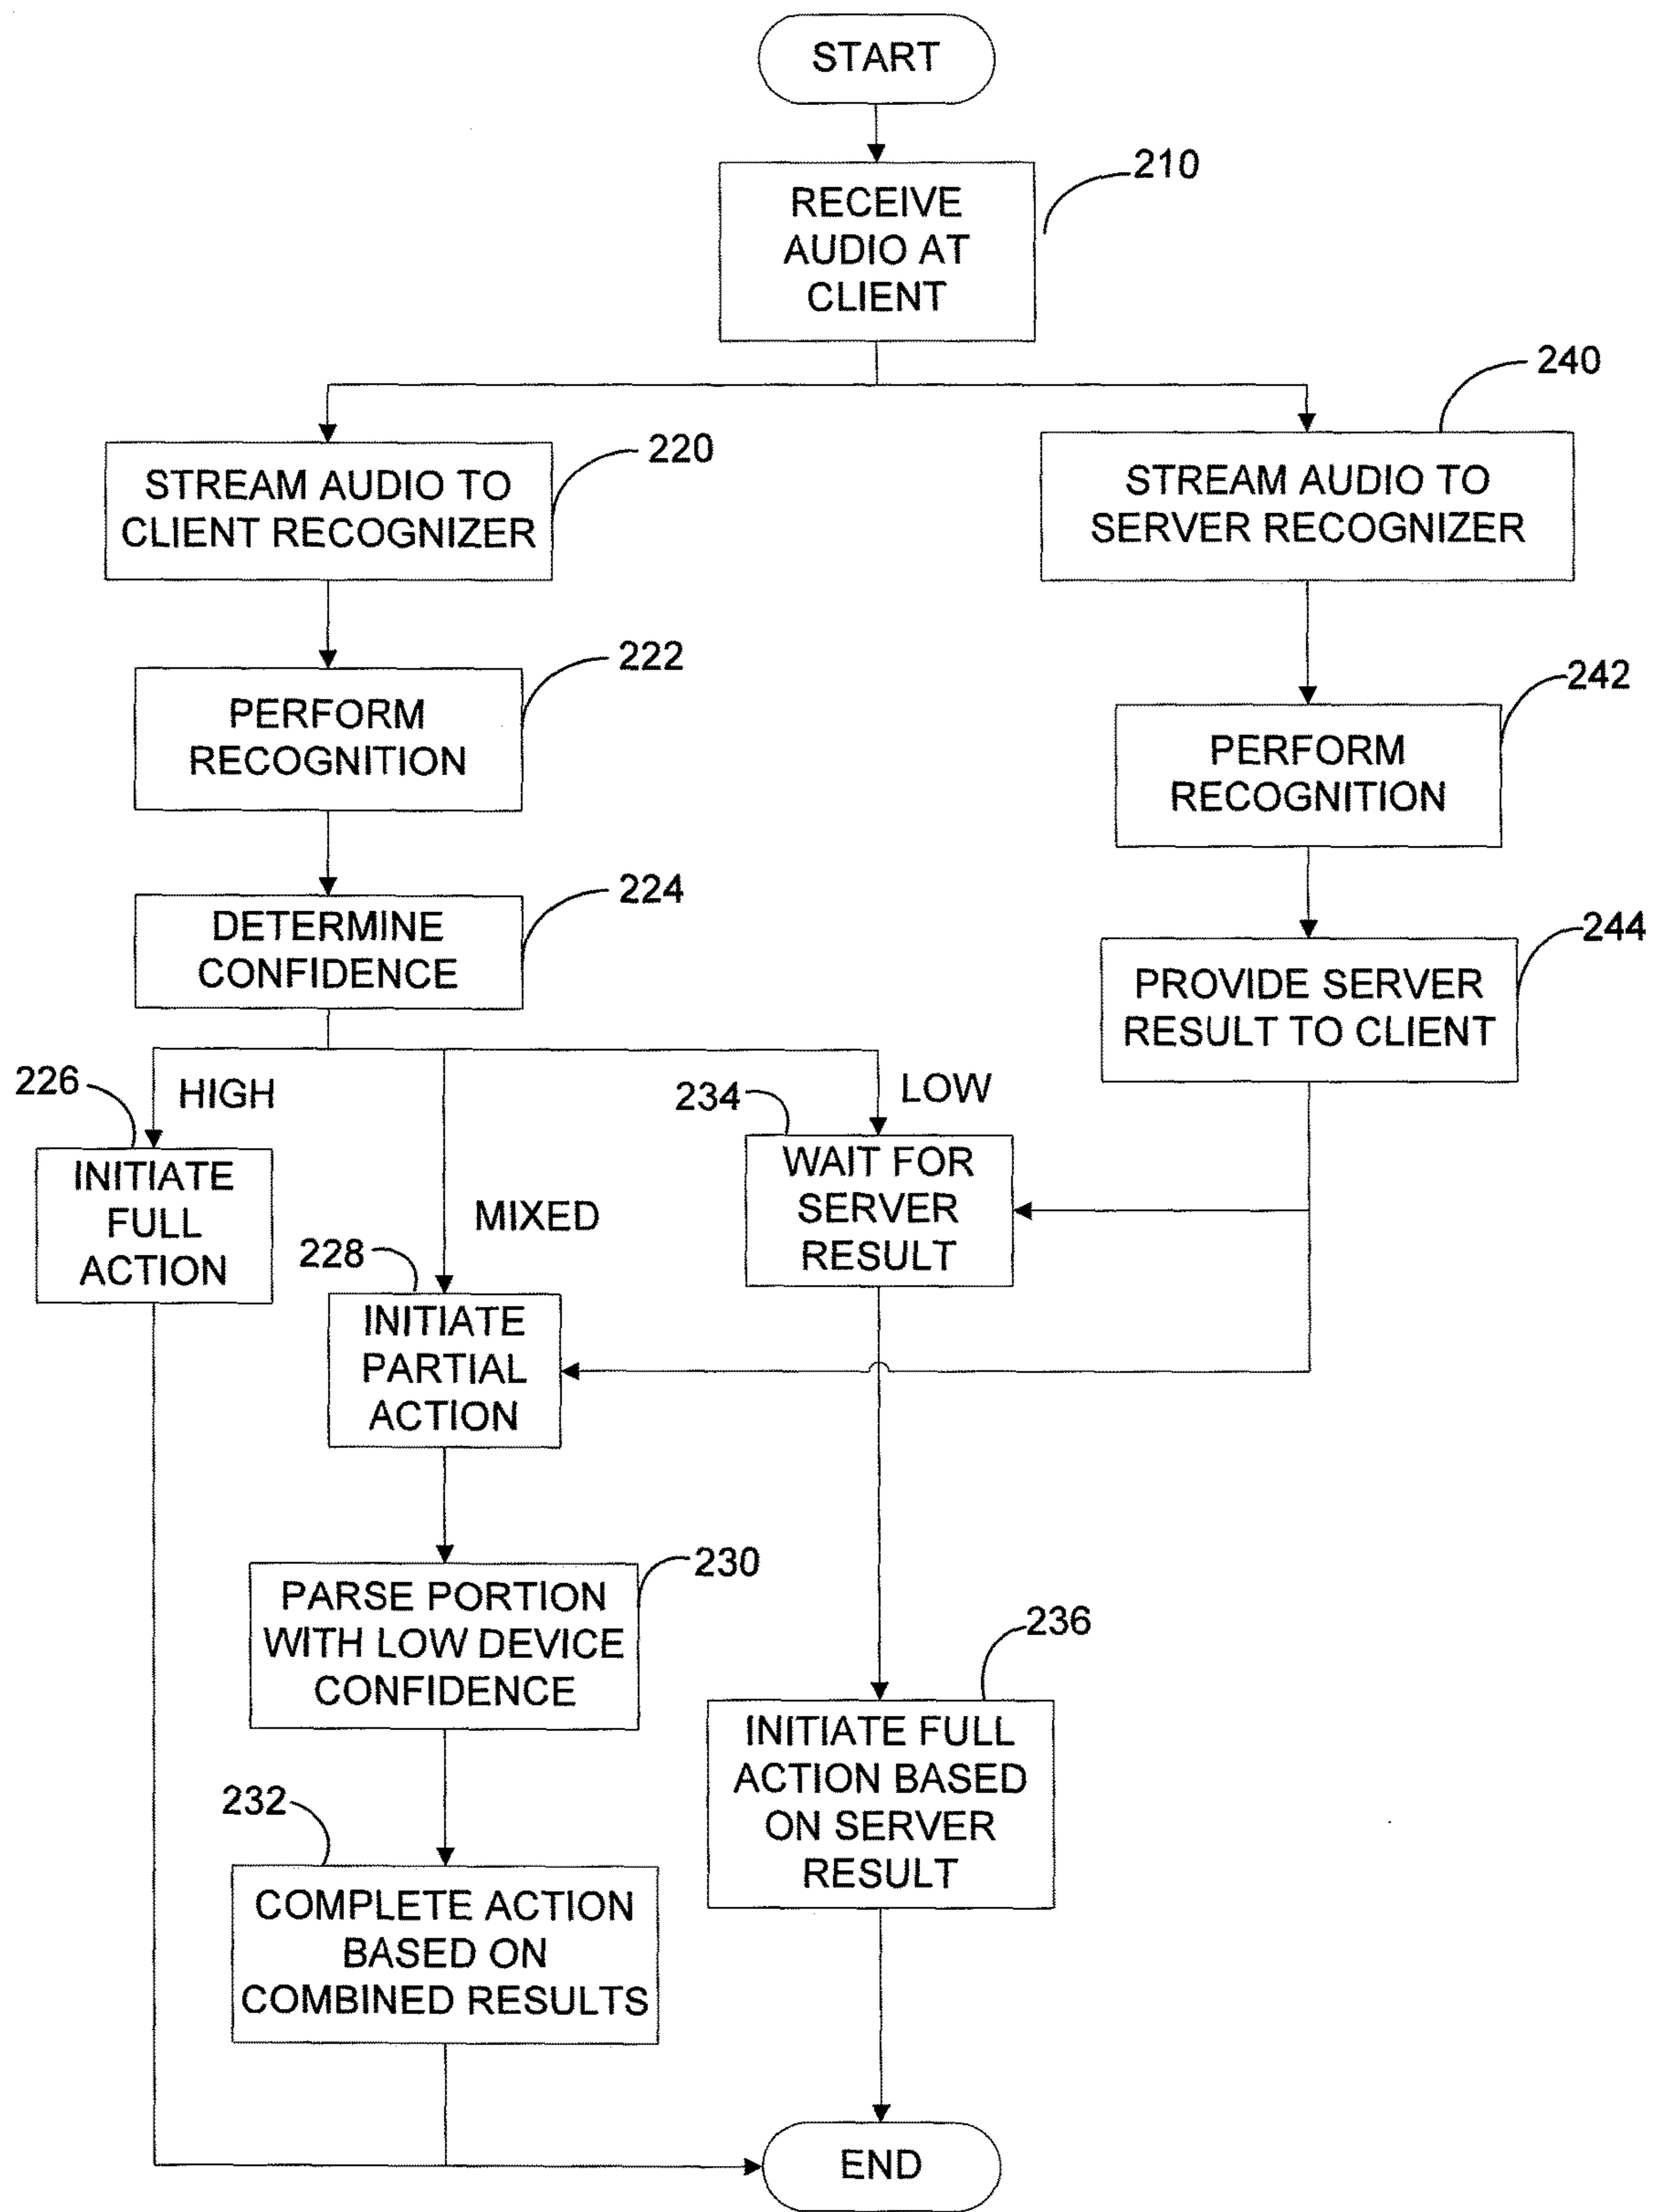 START
210
RECEIVE
AUDIO AT
CLIENT
240
220
STREAM AUDIO TO
CLIENT RECOGNIZER
STREAM AUDIO TO
SERVER RECOGNIZER
222
PERFORM
RECOGNITION
242
PERFORM
RECOGNITION
224
DETERMINE
CONFIDENCE
244
PROVIDE SERVER
RESULT TO CLIENT
226
HIGH
234
LOW
INITIATE
FULL
ACTION
MIXED
WAIT FOR
SERVER
RESULT
228
INITIATE
PARTIAL
ACTION
230
PARSE PORTION
WITH LOW DEVICE
CONFIDENCE
236
INITIATE FULL
ACTION BASED
ON SERVER
RESULT
232
COMPLETE ACTION
BASED ON
COMBINED RESULTS
END